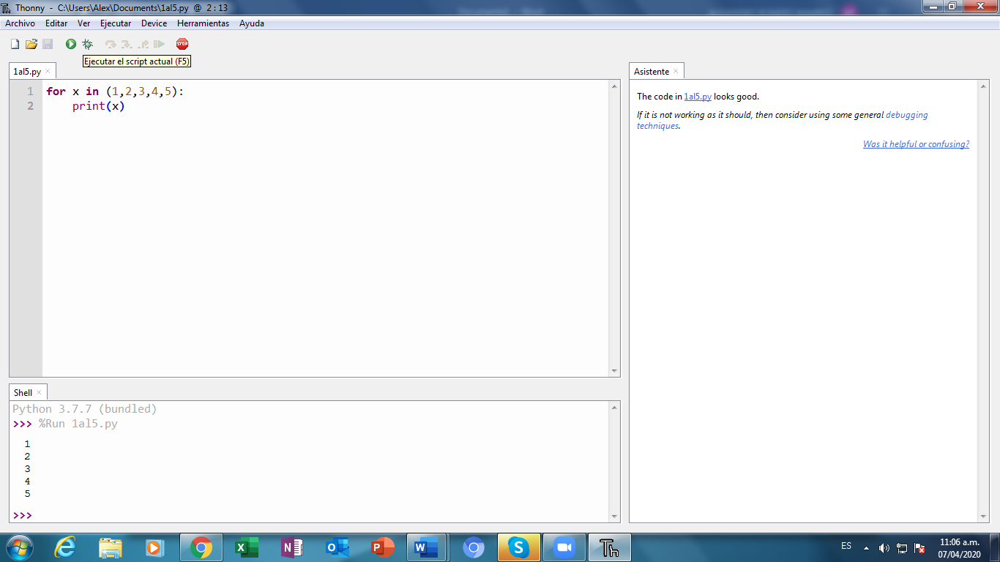 Thonny - C:\Users\Alex\Documents\1al5.py @ 2:13
Archivo Editar Ver Ejecutar Device Herramientas Ayuda
STOP
Ejecutar el script actual (F5)
1al5.py
1 for x in (1,2,3,4,5):
2     print(x)
Asistente
The code in 1al5.py looks good.
If it is not working as it should, then consider using some general debugging
techniques.
Was it helpful or confusing?
Shell
Python 3.7.7 (bundled)
>>> %Run 1al5.py
1
2
3
4
5
>>>
ES
11:06 a.m.
07/04/2020